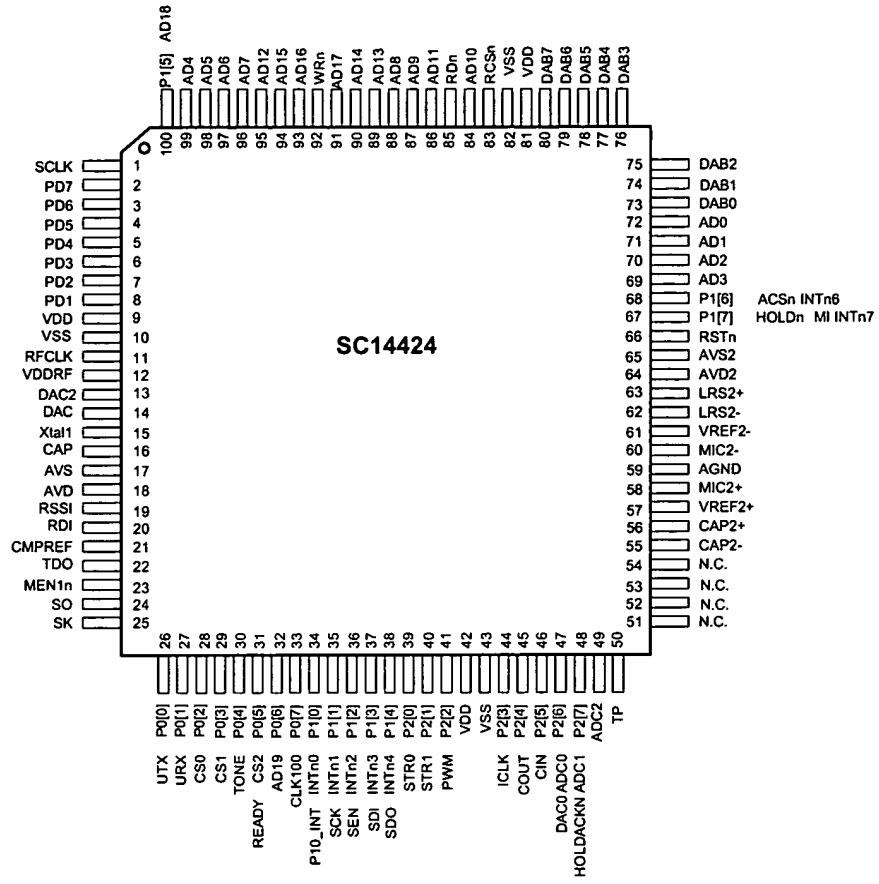 AD18
P1[5]
AD4
AD5
AD6
AD7
AD12
AD15
AD16
WRn
AD17
AD14
AD13
AD8
AD9
AD11
RDn
AD10
RCSn
VSS
VDD
DAB7
DAB6
DAB5
DAB4
DAB3
100 99 98 97 96 95 94 93 92 91 90 89 88 87 86 85 84 83 82 81 80 79 78 77 76
SCLK 1
PD7 2
PD6 3
PD5 4
PD4 5
PD3 6
PD2 7
PD1 8
VDD 9
VSS 10
RFCLK 11
VDDRF 12
DAC2 13
DAC 14
Xtal1 15
CAP 16
AVS 17
AVD 18
RSSI 19
RDI 20
CMPREF 21
TDO 22
MEN1n 23
SO 24
SK 25
SC14424
75 DAB2
74 DAB1
73 DAB0
72 AD0
71 AD1
70 AD2
69 AD3
68 P1[6] ACSn INTn6
67 P1[7] HOLDn MI INTn7
66 RSTn
65 AVS2
64 AVD2
63 LRS2+
62 LRS2-
61 VREF2-
60 MIC2-
59 AGND
58 MIC2+
57 VREF2+
56 CAP2+
55 CAP2-
54 N.C.
53 N.C.
52 N.C.
51 N.C.
26 27 28 29 30 31 32 33 34 35 36 37 38 39 40 41 42 43 44 45 46 47 48 49 50
UTX P0[0]
URX P0[1]
CS0 P0[2]
CS1 P0[3]
TONE P0[4]
READY CS2 P0[5]
AD19 P0[6]
CLK100 P0[7]
P10_INT INTn0 P1[0]
SCK INTn1 P1[1]
SEN INTn2 P1[2]
SDI INTn3 P1[3]
SDO INTn4 P1[4]
STR0 P2[0]
STR1 P2[1]
PWM P2[2]
VDD
VSS
ICLK P2[3]
COUT P2[4]
CIN P2[5]
DAC0 ADC0 P2[6]
HOLDACKN ADC1 P2[7]
ADC2
TP